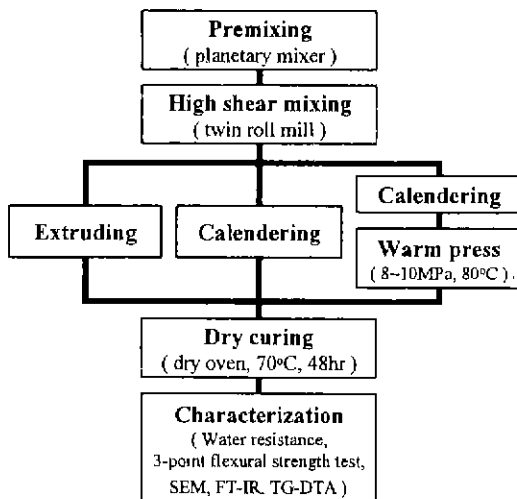 Premixing
( planetary mixer )
High shear mixing
( twin roll mill )
Extruding
Calendering
Calendering
Warm press
( 8~10MPa, 80°C )
Dry curing
( dry oven, 70°C, 48hr )
Characterization
( Water resistance,
3-point flexural strength test,
SEM, FT-IR. TG-DTA )